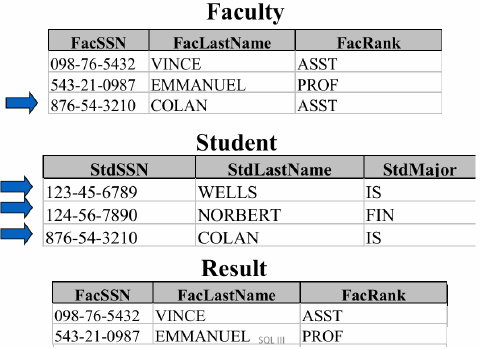 Faculty
FacSSN FacLastName FacRank
098-76-5432 VINCE ASST
543-21-0987 EMMANUEL PROF
876-54-3210 COLAN ASST
Student
StdSSN StdLastName StdMajor
123-45-6789 WELLS IS
124-56-7890 NORBERT FIN
876-54-3210 COLAN IS
Result
FacSSN FacLastName FacRank
098-76-5432 VINCE ASST
543-21-0987 EMMANUEL SQL III PROF